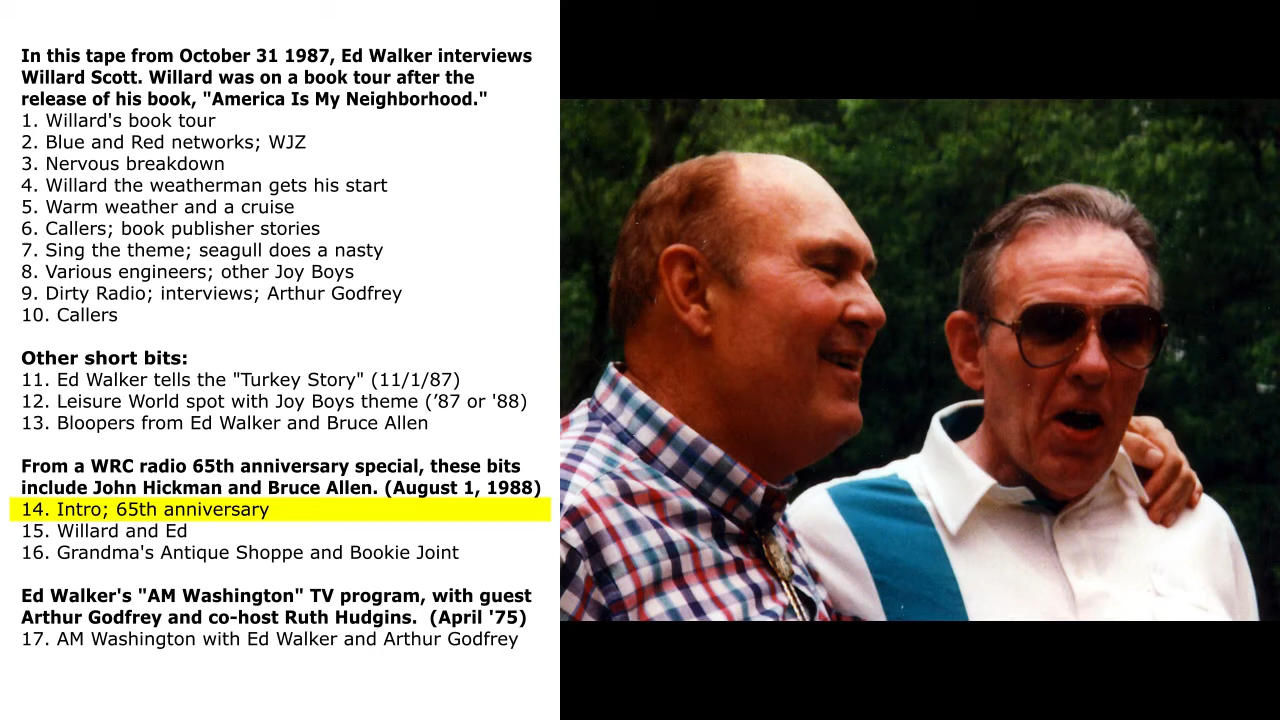 In this tape from October 31 1987, Ed Walker interviews
Willard Scott. Willard was on a book tour after the
release of his book, "America Is My Neighborhood."
1. Willard's book tour
2. Blue and Red networks; WJZ
3. Nervous breakdown
4. Willard the weatherman gets his start
5. Warm weather and a cruise
6. Callers; book publisher stories
7. Sing the theme; seagull does a nasty
8. Various engineers; other Joy Boys
9. Dirty Radio; interviews; Arthur Godfrey
10. Callers
Other short bits:
11. Ed Walker tells the "Turkey Story" (11/1/87)
12. Leisure World spot with Joy Boys theme (’87 or '88)
13. Bloopers from Ed Walker and Bruce Allen
From a WRC radio 65th anniversary special, these bits
include John Hickman and Bruce Allen. (August 1, 1988)
14. Intro; 65th anniversary
15. Willard and Ed
16. Grandma's Antique Shoppe and Bookie Joint
Ed Walker's "AM Washington" TV program, with guest
Arthur Godfrey and co-host Ruth Hudgins.  (April '75)
17. AM Washington with Ed Walker and Arthur Godfrey